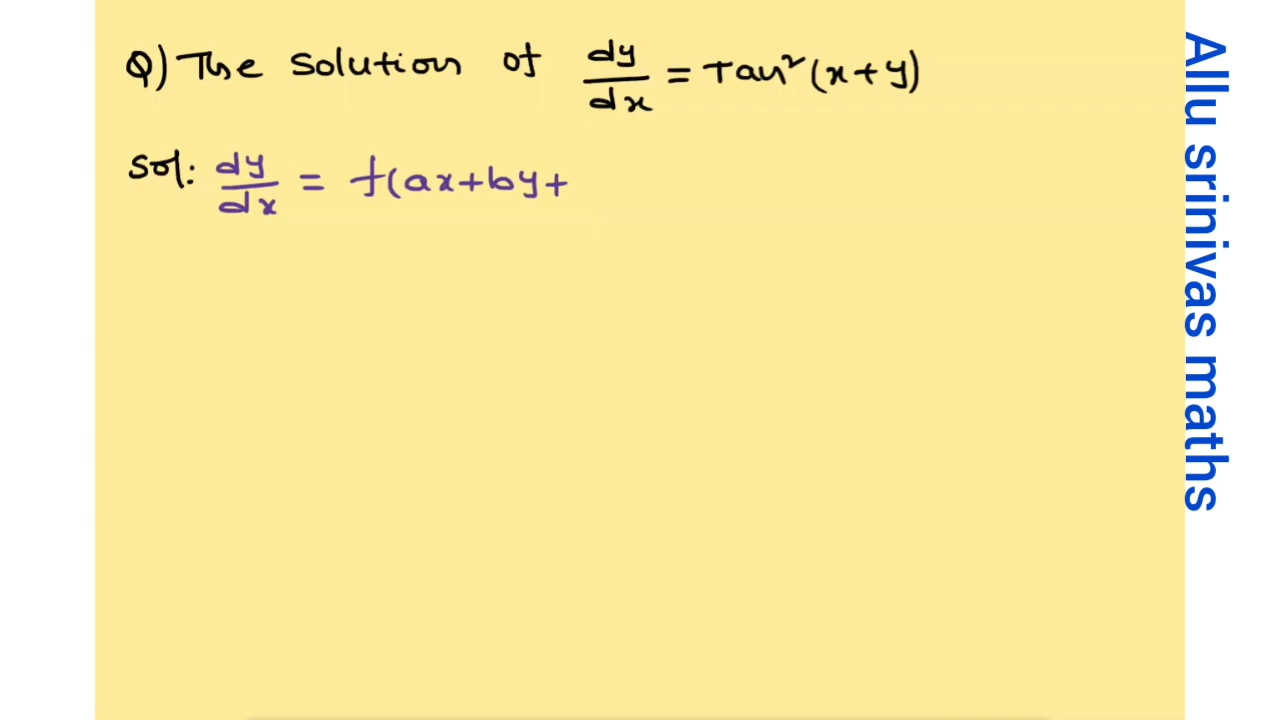 Q) The Solution of dy/dx = Tan²(x+y)
Sol: dy/dx = f(ax+by+
Allu srinivas maths